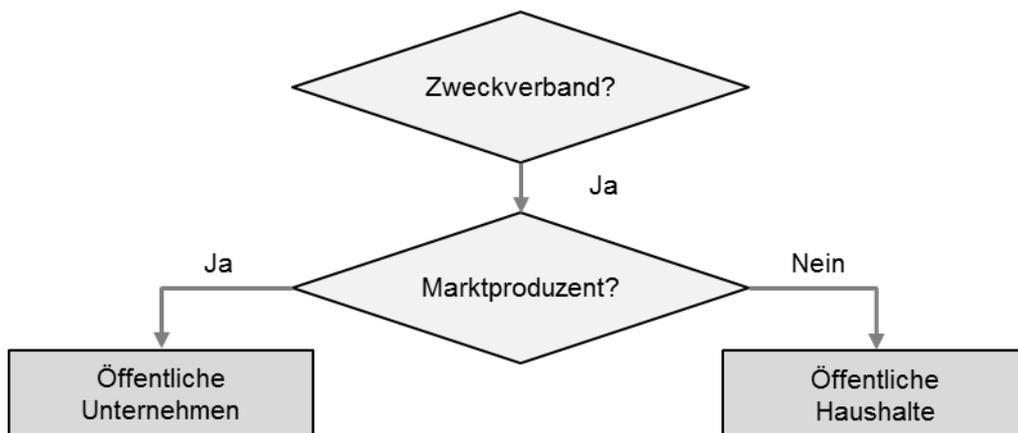 Zweckverband?
Ja
Ja
Marktproduzent?
Nein
Öffentliche
Unternehmen
Öffentliche
Haushalte